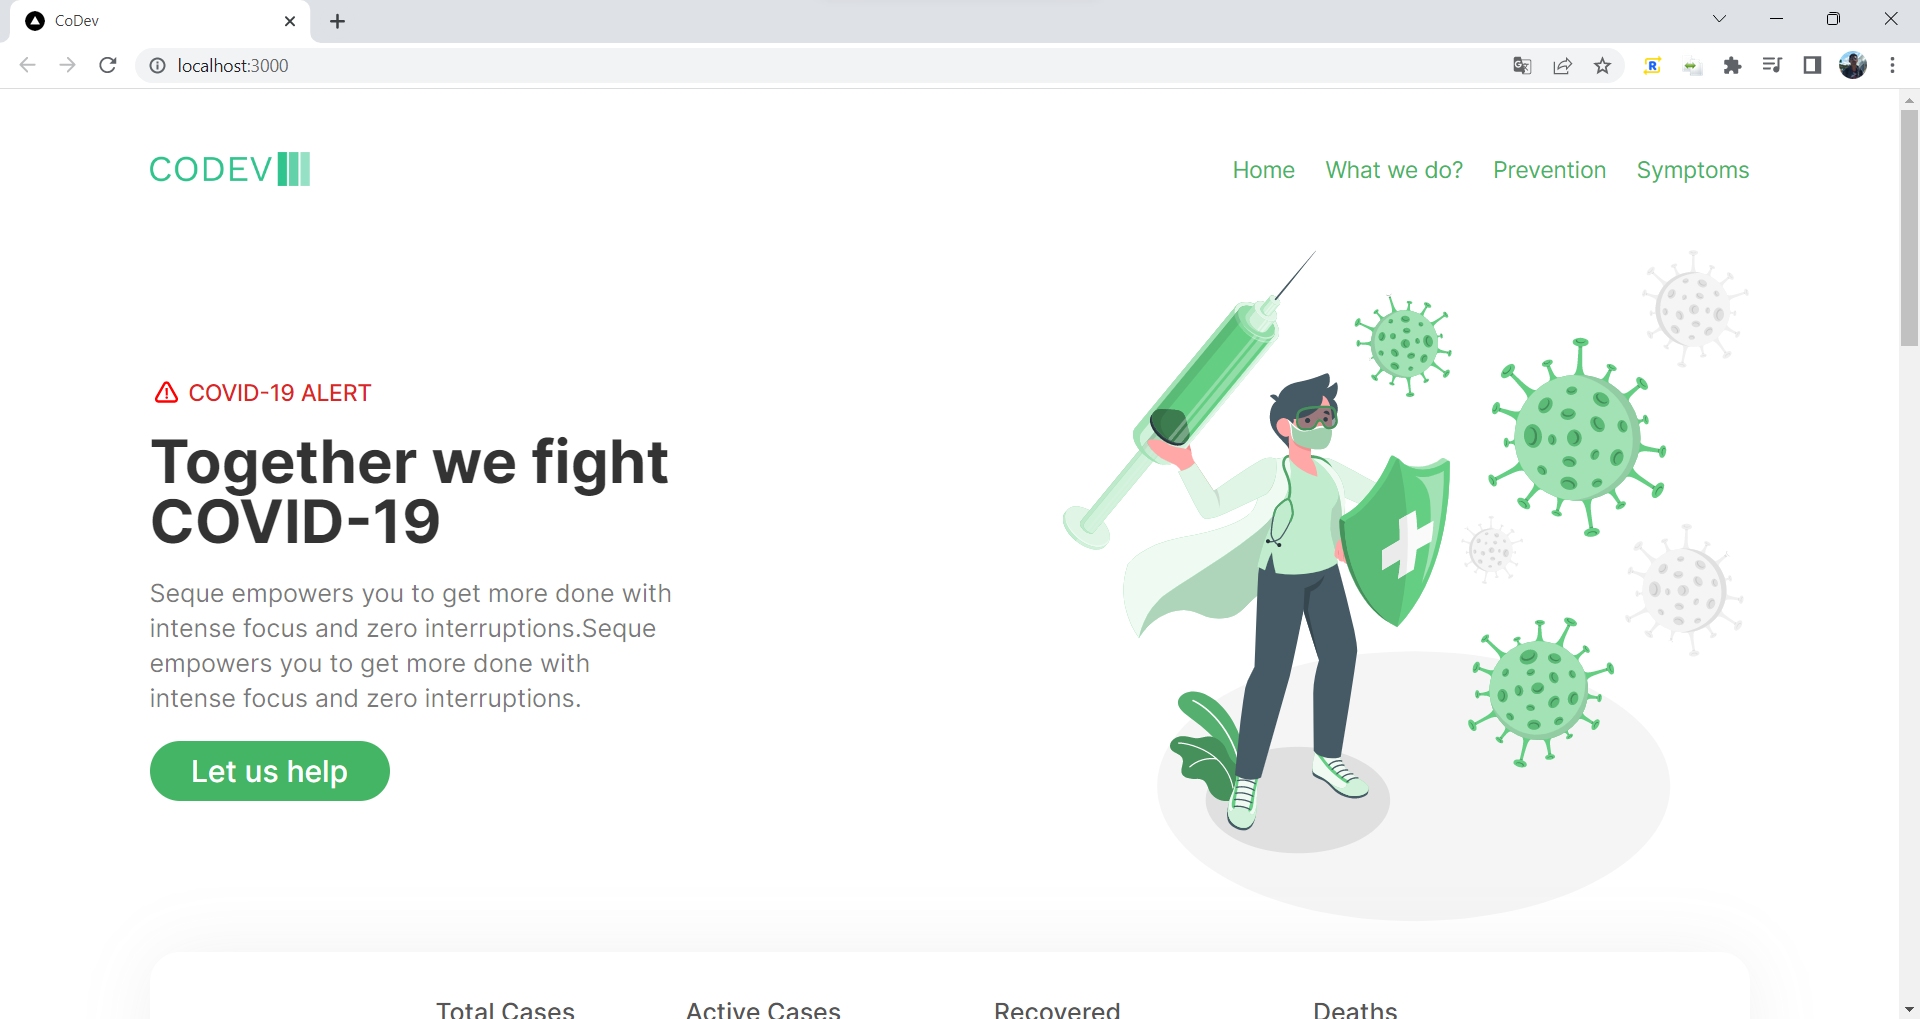 CoDev
localhost:3000
CODEV
Home What we do? Prevention Symptoms
COVID-19 ALERT
Together we fight
COVID-19
Seque empowers you to get more done with
intense focus and zero interruptions.Seque
empowers you to get more done with
intense focus and zero interruptions.
Let us help
Total Cases Active Cases Recovered Deaths